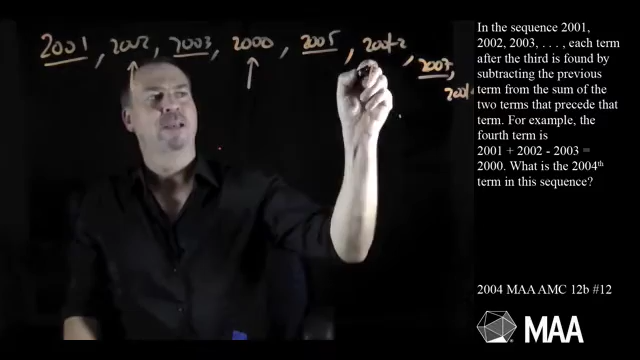 2001, 2002, 2003, 2000, 2005,
2007,
In the sequence 2001,
2002, 2003, . . . , each term
after the third is found by
subtracting the previous
term from the sum of the
two terms that precede that
term. For example, the
fourth term is
2001 + 2002 - 2003 =
2000. What is the 2004th
term in this sequence?
2004 MAA AMC 12b #12
MAA